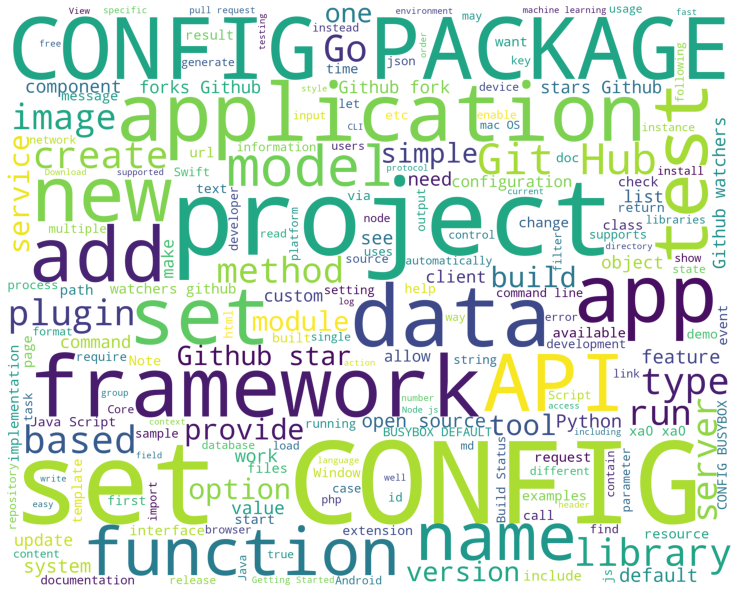 View
specific
pull request
environment
machine learning
fast
free
testing
instead
may
usage
order
CONFIG PACKAGE
result
generate
one
Go
time
json
want
key
following
component
message
forks Github
Github fork
stars Github
style
let
device
image
application
test
input
etc
enable
mac OS
CLI
users
instance
service
network
create
url
information
model
simple
Git Hub
need
configuration
doc
check
install
Github watchers
Download
supported
Swift
protocol
new
text
via
output
current
list
return
libraries
multiple
developer
project
node
read
platform
source
uses
control
change
class
supports
directory
show
state
add
make
see
automatically
filter
object
process
path
watchers github
method
client
build
plugin
set
custom
setting
log
help
data
command line
error
available
development
app
demo
event
format
page
html
built
single
way
command
module
require
Note
Github star
allow
string
feature
link
implementation
task
framework
action
API
type
group
Core
number
Node js
Script
access
Java Script
context
sample
provide
running
open source
tool
Python
run
xa0 xa0
based
database
load
BUSYBOX DEFAULT
including
server
CONFIG BUSYBOX
repository
field
work
files
md
Build Status
request
different
contain
parameter
set CONFIG
template
first
option
value
language
Window
case
well
examples
header
easy
write
import
php
id
call
find
update
system
content
interface
start
browser
extension
resource
function
name
library
js
true
Java
documentation
release
Getting Started
Android
version
include
default